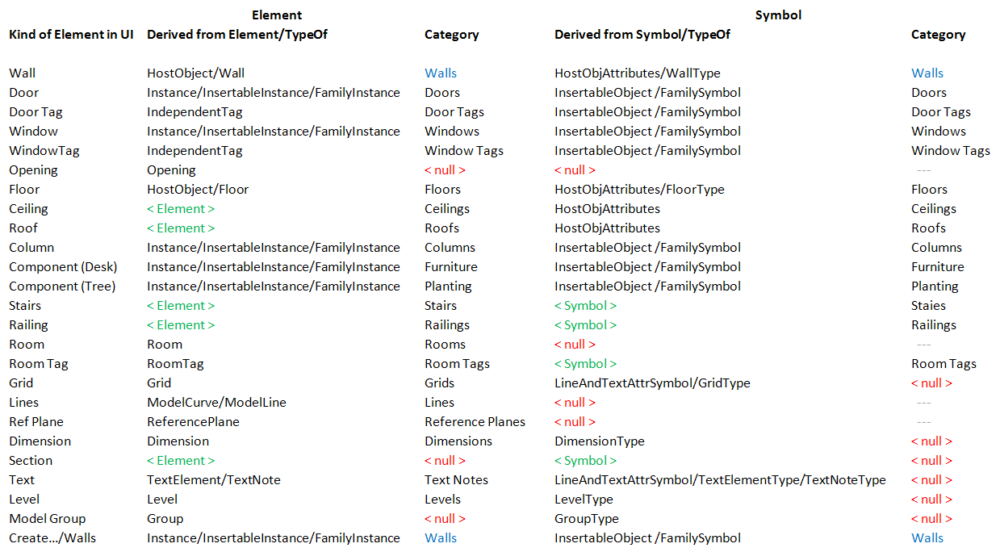 Element Symbol
Kind of Element in UI Derived from Element/TypeOf Category Derived from Symbol/TypeOf Category
Wall HostObject/Wall Walls HostObjAttributes/WallType Walls
Door Instance/InsertableInstance/FamilyInstance Doors InsertableObject /FamilySymbol Doors
Door Tag IndependentTag Door Tags InsertableObject /FamilySymbol Door Tags
Window Instance/InsertableInstance/FamilyInstance Windows InsertableObject /FamilySymbol Windows
WindowTag IndependentTag Window Tags InsertableObject /FamilySymbol Window Tags
Opening Opening < null > < null > ---
Floor HostObject/Floor Floors HostObjAttributes/FloorType Floors
Ceiling < Element > Ceilings HostObjAttributes Ceilings
Roof < Element > Roofs HostObjAttributes Roofs
Column Instance/InsertableInstance/FamilyInstance Columns InsertableObject /FamilySymbol Columns
Component (Desk) Instance/InsertableInstance/FamilyInstance Furniture InsertableObject /FamilySymbol Furniture
Component (Tree) Instance/InsertableInstance/FamilyInstance Planting InsertableObject /FamilySymbol Planting
Stairs < Element > Stairs < Symbol > Staies
Railing < Element > Railings < Symbol > Railings
Room Room Rooms < null > ---
Room Tag RoomTag Room Tags < Symbol > Room Tags
Grid Grid Grids LineAndTextAttrSymbol/GridType < null >
Lines ModelCurve/ModelLine Lines < null > ---
Ref Plane ReferencePlane Reference Planes < null > ---
Dimension Dimension Dimensions DimensionType < null >
Section < Element > < null > < Symbol > < null >
Text TextElement/TextNote Text Notes LineAndTextAttrSymbol/TextElementType/TextNoteType < null >
Level Level Levels LevelType < null >
Model Group Group < null > GroupType < null >
Create.../Walls Instance/InsertableInstance/FamilyInstance Walls InsertableObject /FamilySymbol Walls